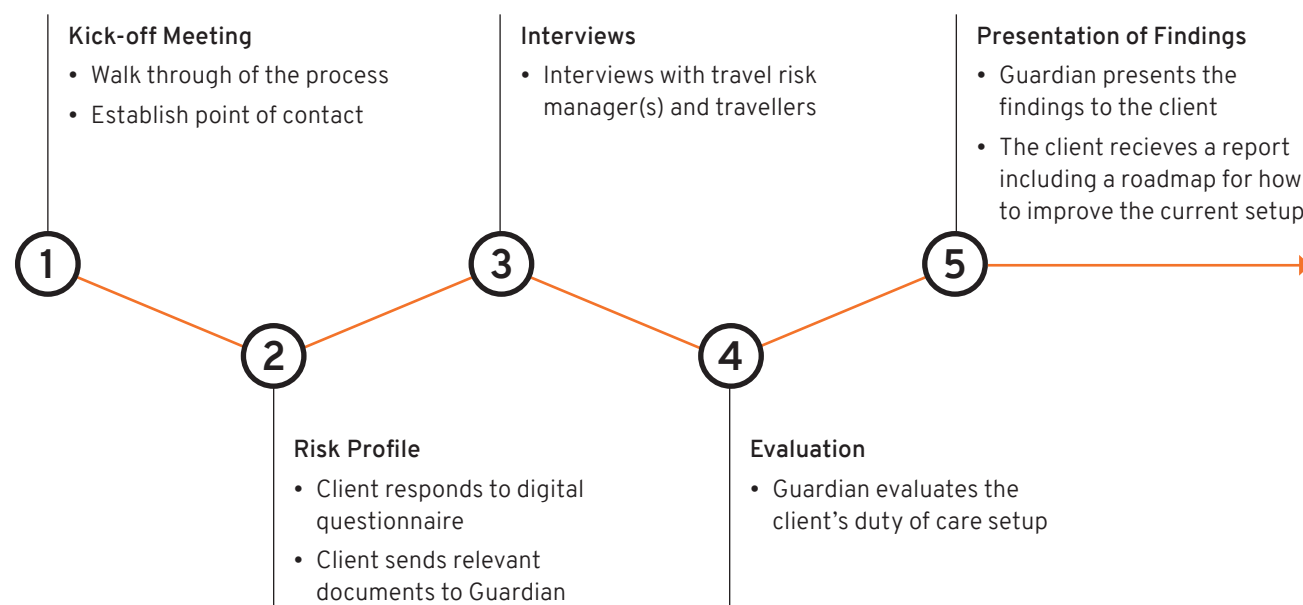 1
Kick-off Meeting
• Walk through of the process
• Establish point of contact
2
Risk Profile
• Client responds to digital
questionnaire
• Client sends relevant
documents to Guardian
3
Interviews
• Interviews with travel risk
manager(s) and travellers
4
Evaluation
• Guardian evaluates the
client’s duty of care setup
5
Presentation of Findings
• Guardian presents the
findings to the client
• The client recieves a report
including a roadmap for how
to improve the current setup